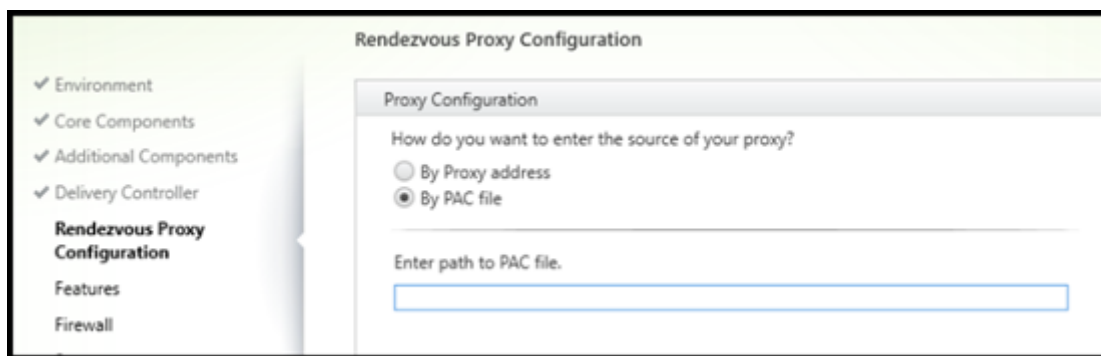 Rendezvous Proxy Configuration
Environment
Core Components
Additional Components
Delivery Controller
Rendezvous Proxy
Configuration
Features
Firewall
Proxy Configuration
How do you want to enter the source of your proxy?
By Proxy address
By PAC file
Enter path to PAC file.